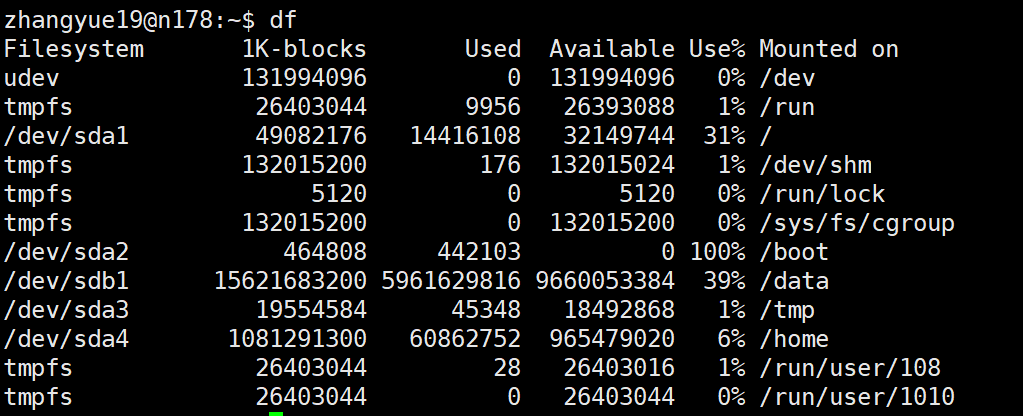 zhangyue19@n178:~$ df
Filesystem       1K-blocks       Used  Available Use% Mounted on
udev             131994096          0  131994096   0% /dev
tmpfs             26403044       9956   26393088   1% /run
/dev/sda1         49082176   14416108   32149744  31% /
tmpfs            132015200        176  132015024   1% /dev/shm
tmpfs                 5120          0       5120   0% /run/lock
tmpfs            132015200          0  132015200   0% /sys/fs/cgroup
/dev/sda2           464808     442103          0 100% /boot
/dev/sdb1      15621683200 5961629816 9660053384  39% /data
/dev/sda3         19554584      45348   18492868   1% /tmp
/dev/sda4       1081291300   60862752  965479020   6% /home
tmpfs             26403044         28   26403016   1% /run/user/108
tmpfs             26403044          0   26403044   0% /run/user/1010